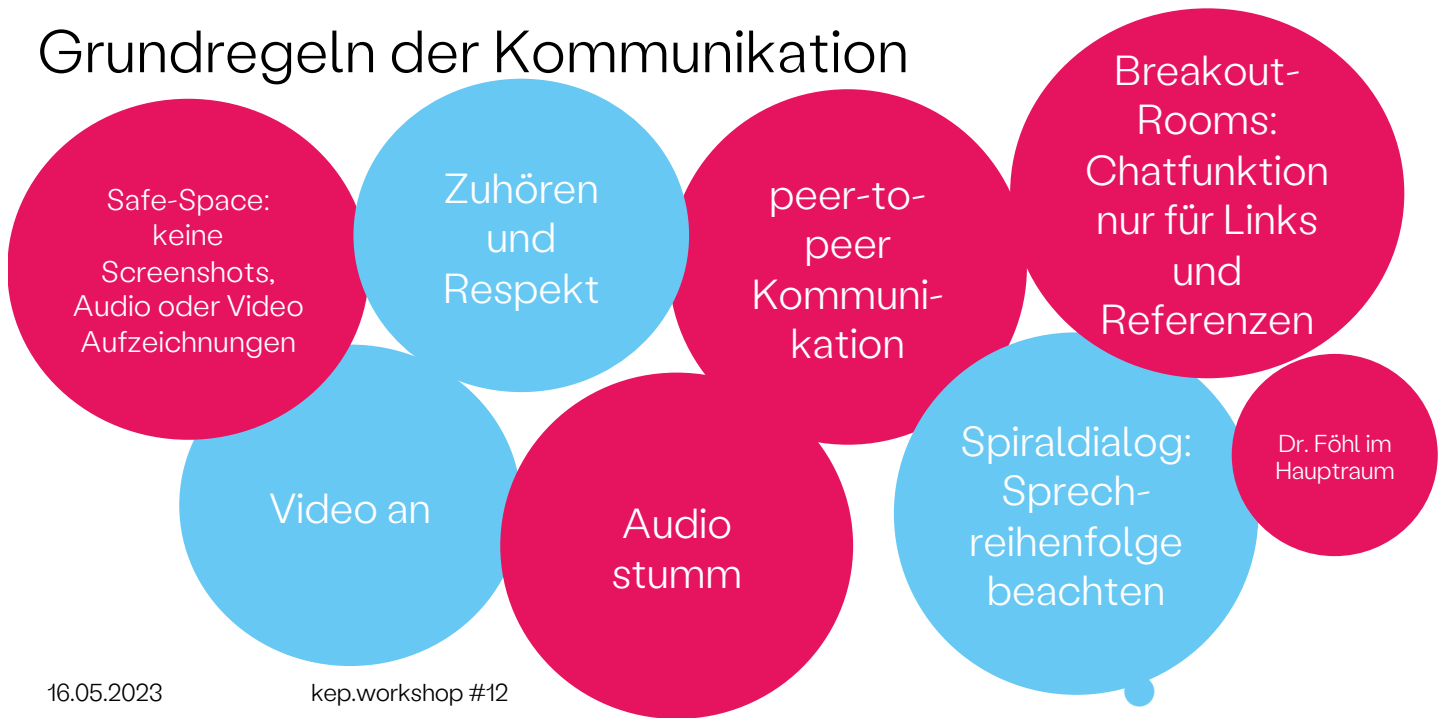 Grundregeln der Kommunikation
Safe-Space:
keine
Screenshots,
Audio oder Video
Aufzeichnungen
Zuhören
und
Respekt
peer-to-
peer
Kommuni-
kation
Breakout-
Rooms:
Chatfunktion
nur für Links
und
Referenzen
Video an
Audio
stumm
Spiraldialog:
Sprech-
reihenfolge
beachten
Dr. Föhl im
Hauptraum
16.05.2023
kep.workshop #12